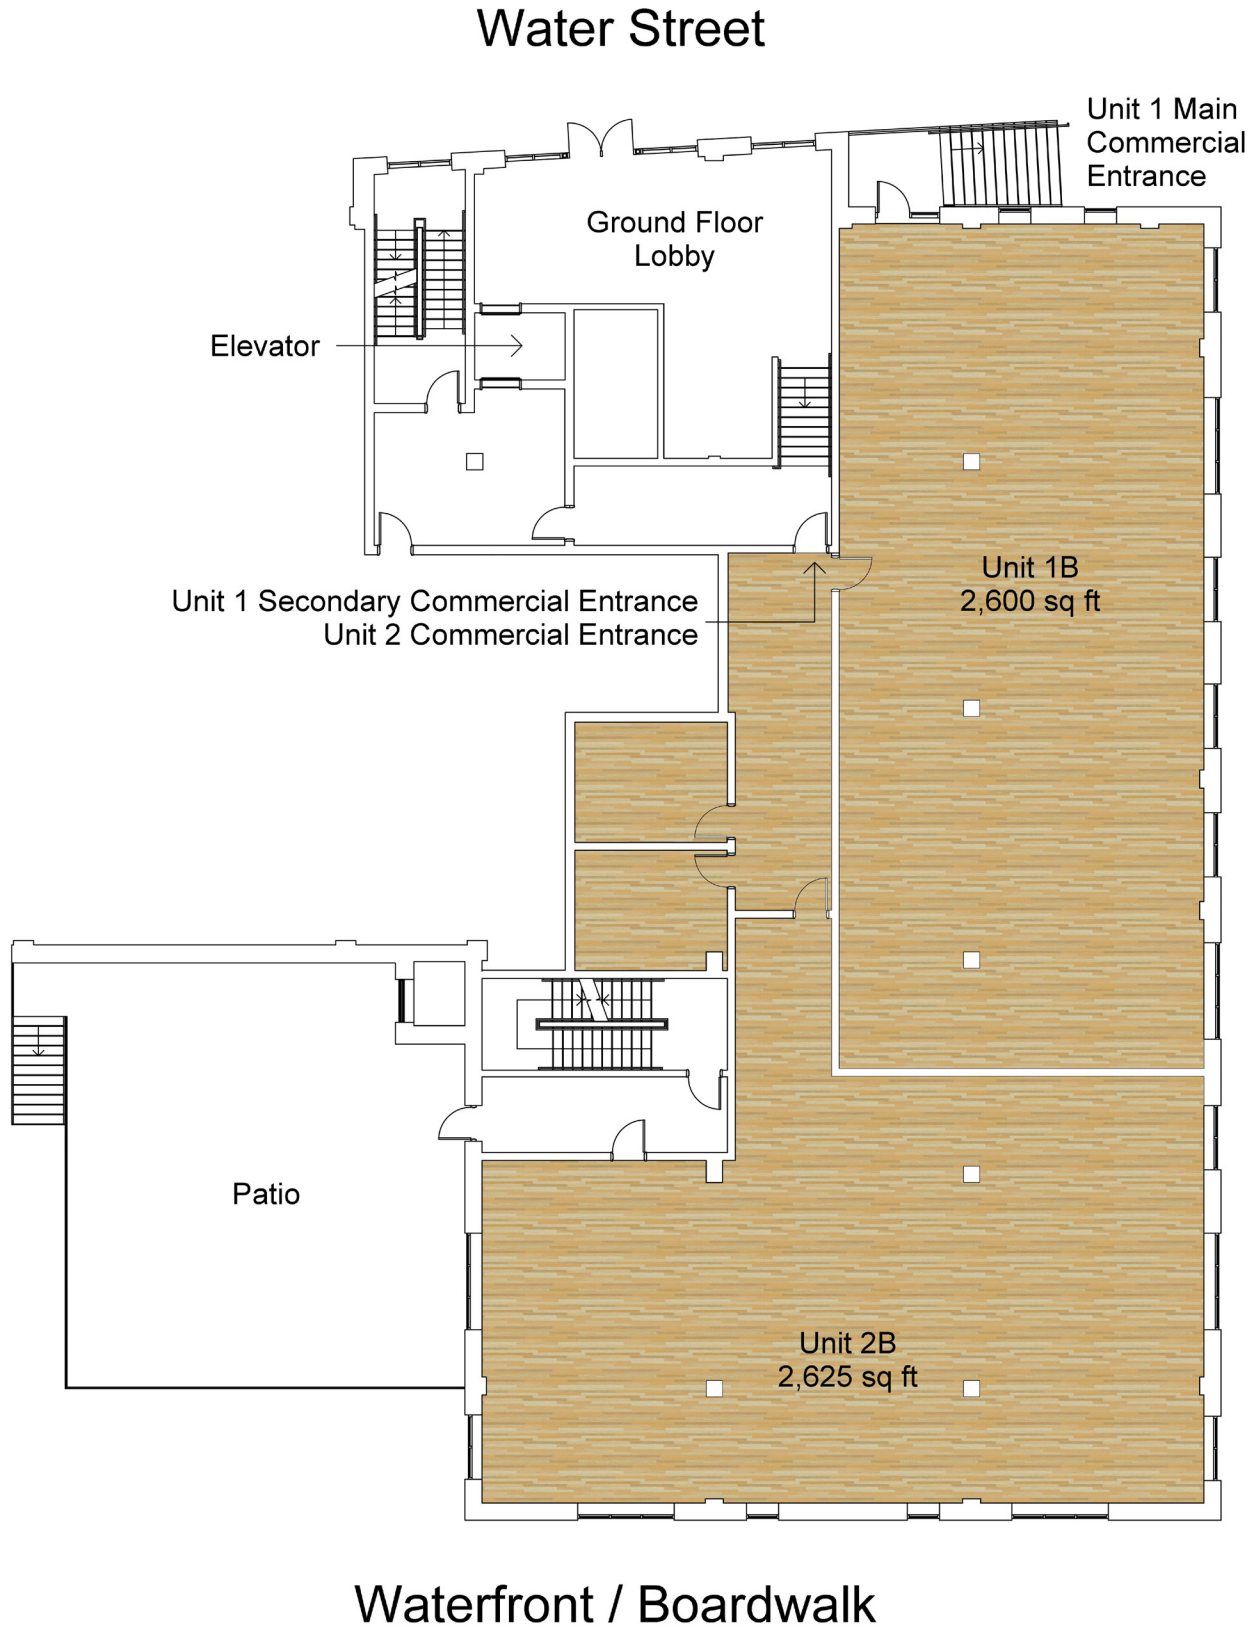 Water Street
Unit 1 Main
Commercial
Entrance
Ground Floor
Lobby
Elevator
Unit 1B
2,600 sq ft
Unit 1 Secondary Commercial Entrance
Unit 2 Commercial Entrance
Patio
Unit 2B
2,625 sq ft
Waterfront / Boardwalk